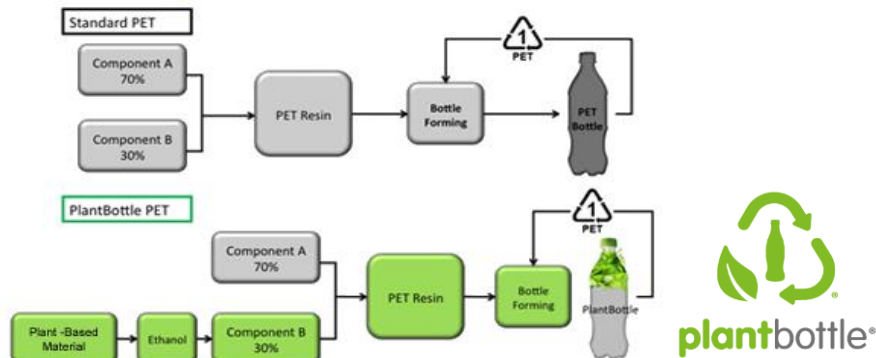 Standard PET
Component A
70%
Component B
30%
PET Resin
Bottle
Forming
1
PET
PET
Bottle
PlantBottle PET
Component A
70%
Plant -Based
Material
Ethanol
Component B
30%
PET Resin
Bottle
Forming
1
PET
PlantBottle
plantbottle®